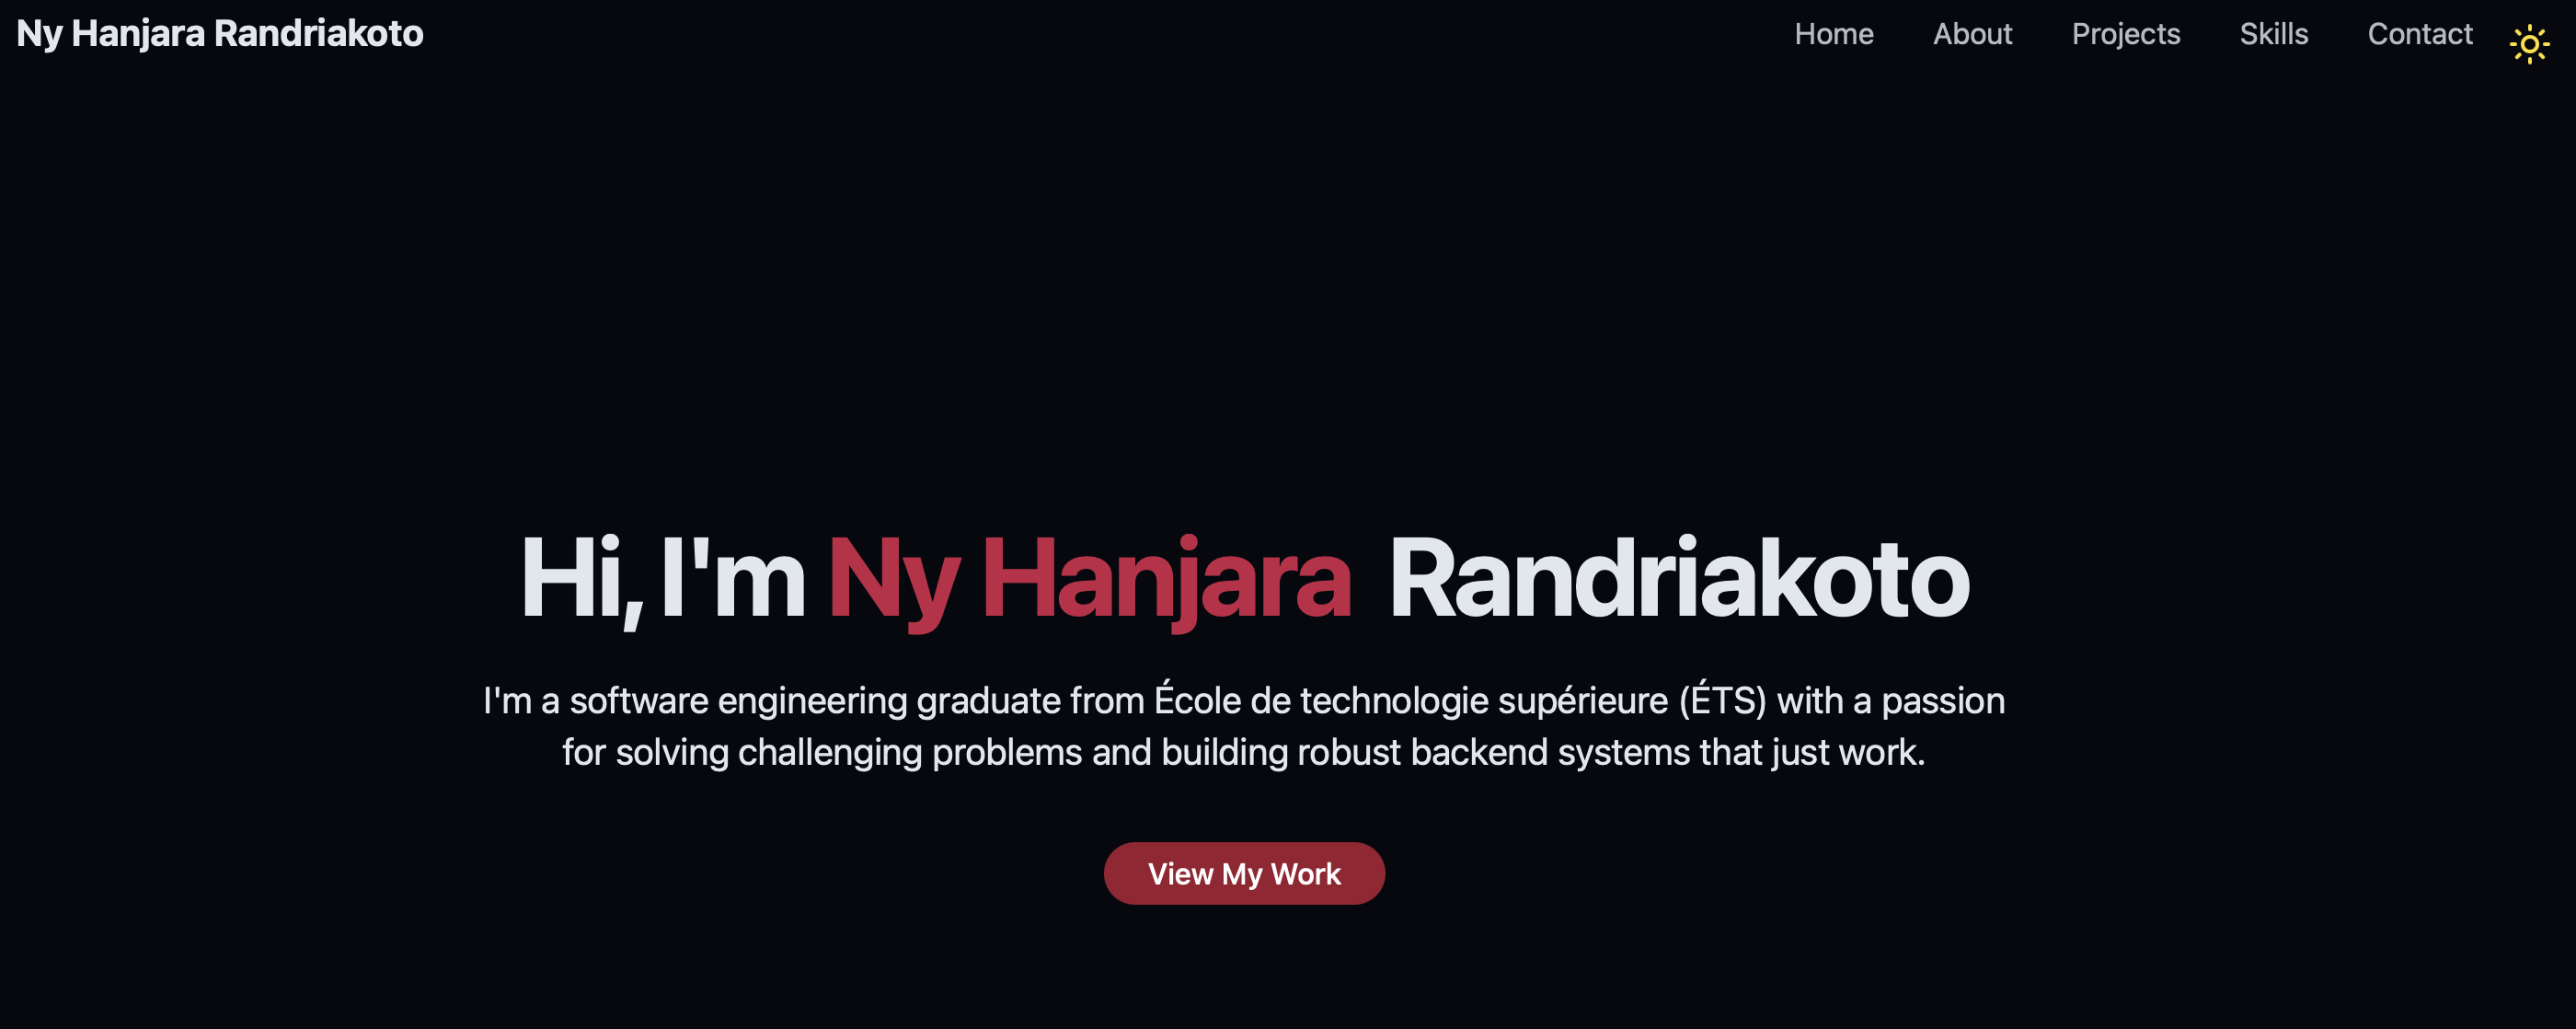 Ny Hanjara Randriakoto
Home About Projects Skills Contact
Hi, I'm Ny Hanjara Randriakoto
I'm a software engineering graduate from École de technologie supérieure (ÉTS) with a passion
for solving challenging problems and building robust backend systems that just work.
View My Work